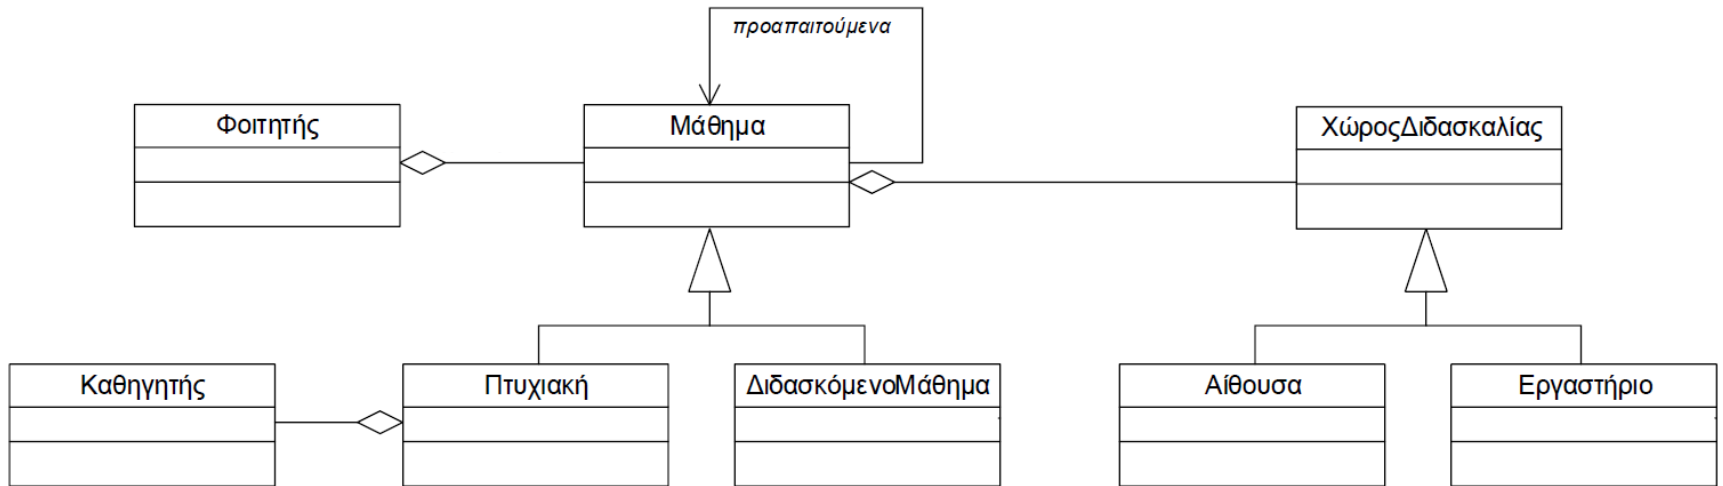 προαπαιτούμενα
Φοιτητής
Μάθημα
ΧώροςΔιδασκαλίας
Καθηγητής
Πτυχιακή
ΔιδασκόμενοΜάθημα
Αίθουσα
Εργαστήριο